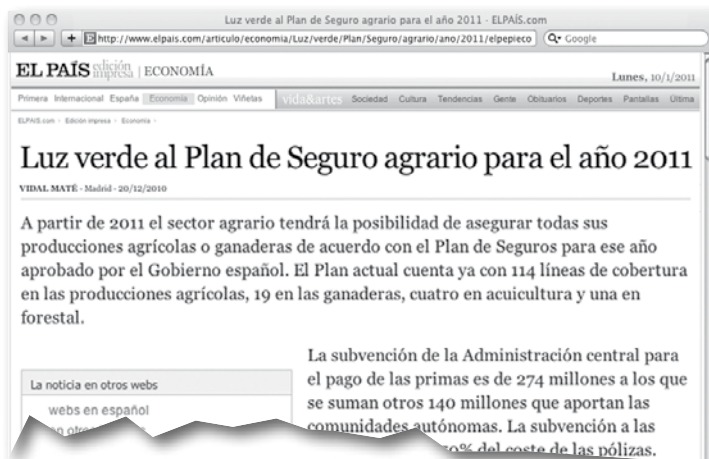 Luz verde al Plan de Seguro agrario para el año 2011 - ELPAÍS.com
http://www.elpais.com/articulo/economia/Luz/verde/Plan/Seguro/agrario/ano/2011/elpepieco Google
EL PAÍS edición impresa | ECONOMÍA
Lunes, 10/1/2011
Primera Internacional España Economía Opinión Viñetas vida&artes Sociedad Cultura Tendencias Gente Obituarios Deportes Pantallas Última
ELPAIS.com > Edición impresa > Economía >
Luz verde al Plan de Seguro agrario para el año 2011
VIDAL MATÉ - Madrid - 20/12/2010
A partir de 2011 el sector agrario tendrá la posibilidad de asegurar todas sus
producciones agrícolas o ganaderas de acuerdo con el Plan de Seguros para ese año
aprobado por el Gobierno español. El Plan actual cuenta ya con 114 líneas de cobertura
en las producciones agrícolas, 19 en las ganaderas, cuatro en acuicultura y una en
forestal.
La noticia en otros webs
webs en español
La subvención de la Administración central para
el pago de las primas es de 274 millones a los que
se suman otros 140 millones que aportan las
comunidades autónomas. La subvención a las
del coste de las pólizas.